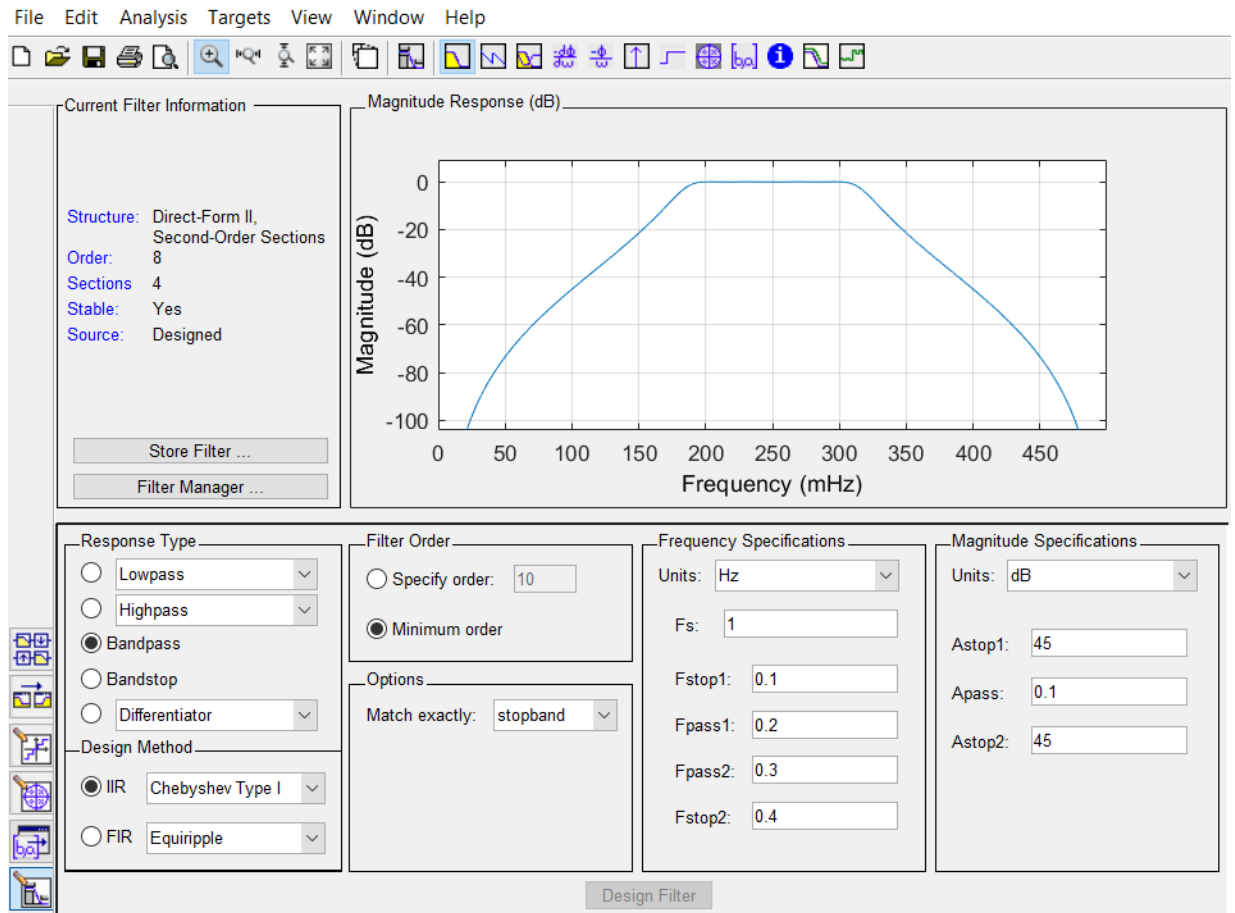 File Edit Analysis Targets View Window Help
Current Filter Information
Structure: Direct-Form II,
Second-Order Sections
Order: 8
Sections 4
Stable: Yes
Source: Designed
Store Filter ...
Filter Manager ...
Magnitude Response (dB)
Magnitude (dB)
0
-20
-40
-60
-80
-100
0 50 100 150 200 250 300 350 400 450
Frequency (mHz)
Response Type
Lowpass
Highpass
Bandpass
Bandstop
Differentiator
Design Method
IIR Chebyshev Type I
FIR Equiripple
Filter Order
Specify order: 10
Minimum order
Options
Match exactly: stopband
Frequency Specifications
Units: Hz
Fs: 1
Fstop1: 0.1
Fpass1: 0.2
Fpass2: 0.3
Fstop2: 0.4
Magnitude Specifications
Units: dB
Astop1: 45
Apass: 0.1
Astop2: 45
Design Filter